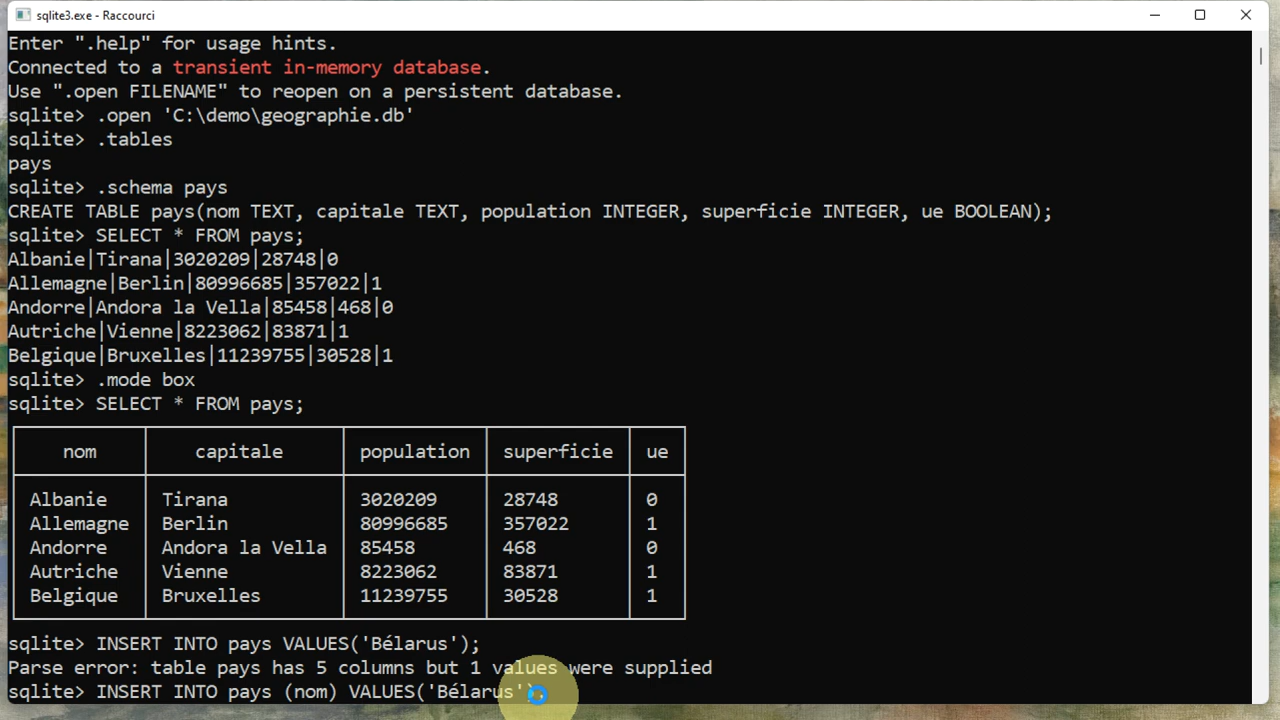 sqlite3.exe - Raccourci
Enter ".help" for usage hints.
Connected to a transient in-memory database.
Use ".open FILENAME" to reopen on a persistent database.
sqlite> .open 'C:\demo\geographie.db'
sqlite> .tables
pays
sqlite> .schema pays
CREATE TABLE pays(nom TEXT, capitale TEXT, population INTEGER, superficie INTEGER, ue BOOLEAN);
sqlite> SELECT * FROM pays;
Albanie|Tirana|3020209|28748|0
Allemagne|Berlin|80996685|357022|1
Andorre|Andora la Vella|85458|468|0
Autriche|Vienne|8223062|83871|1
Belgique|Bruxelles|11239755|30528|1
sqlite> .mode box
sqlite> SELECT * FROM pays;
nom capitale population superficie ue
Albanie Tirana 3020209 28748 0
Allemagne Berlin 80996685 357022 1
Andorre Andora la Vella 85458 468 0
Autriche Vienne 8223062 83871 1
Belgique Bruxelles 11239755 30528 1
sqlite> INSERT INTO pays VALUES('Bélarus');
Parse error: table pays has 5 columns but 1 values were supplied
sqlite> INSERT INTO pays (nom) VALUES('Bélarus');